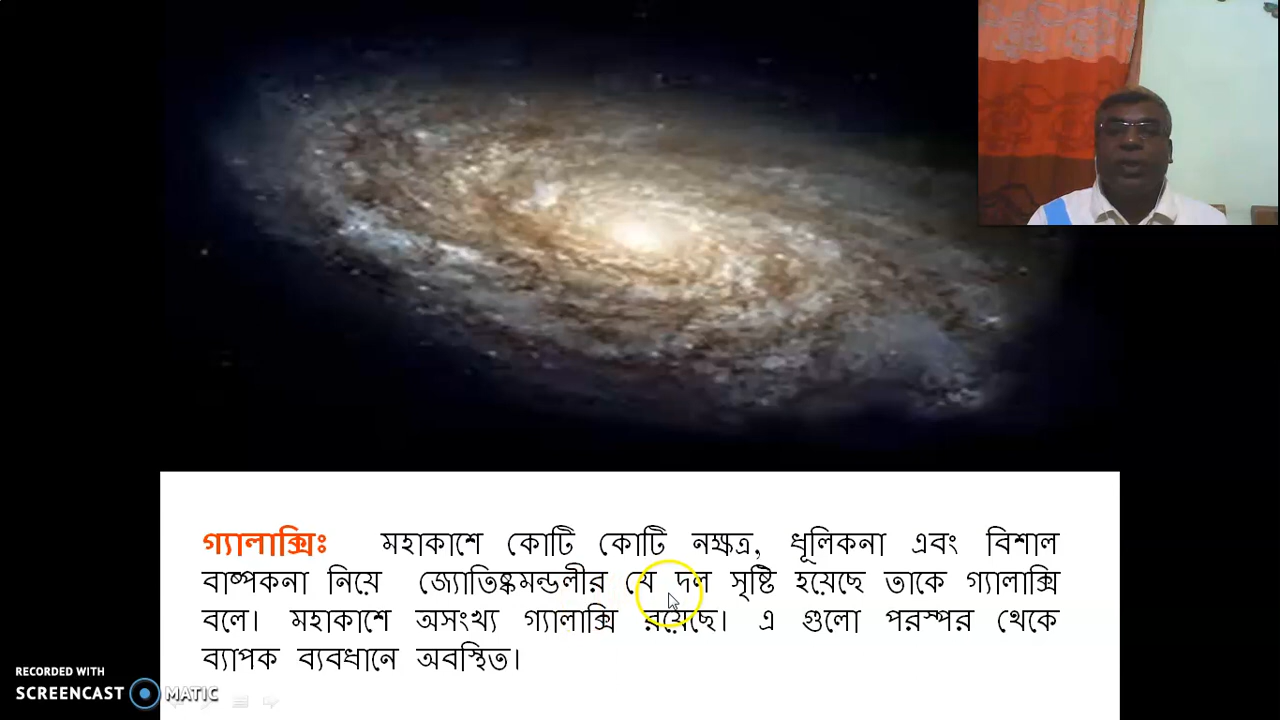 গ্যালাক্সিঃ মহাকাশে কোটি কোটি নক্ষত্র, ধূলিকনা এবং বিশাল
বাষ্পকনা নিয়ে জ্যোতিষ্কমন্ডলীর যে দল সৃষ্টি হয়েছে তাকে গ্যালাক্সি
বলে। মহাকাশে অসংখ্য গ্যালাক্সি রয়েছে। এ গুলো পরস্পর থেকে
ব্যাপক ব্যবধানে অবস্থিত।
RECORDED WITH
SCREENCAST MATIC